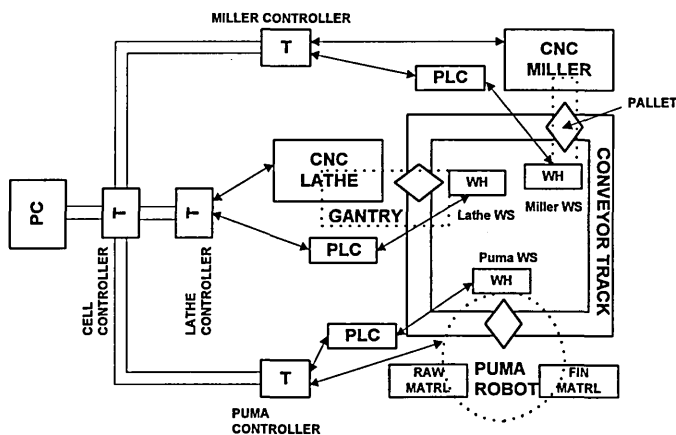 MILLER CONTROLLER
T
CNC
MILLER
PLC
PALLET
CNC
LATHE
WH
WH
Miller WS
CONVEYOR TRACK
PC
T
T
GANTRY
Lathe WS
PLC
CELL
CONTROLLER
LATHE
CONTROLLER
Puma WS
WH
PLC
T
RAW
MATRL
PUMA
ROBOT
FIN
MATRL
PUMA
CONTROLLER